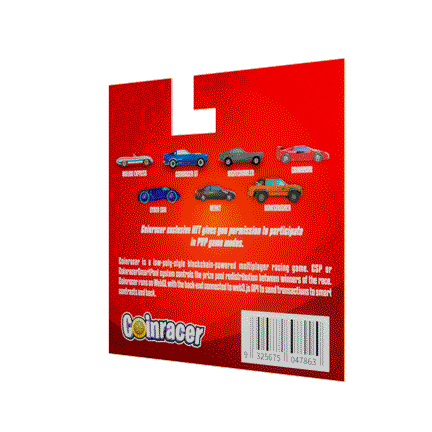 Coinracer exclusive NFT gives you permission to participate
in PVP game modes.
Coinracer is a low-poly-style blockchain-powered multiplayer racing game. CSP or
CoinracerSmartPool system controls the prize pool redistribution between winners of the race.
Coinracer runs on Web3, with the back-end connected to web3.js API to send transactions to smart
contracts and back.
Coinracer
9 325675 047863